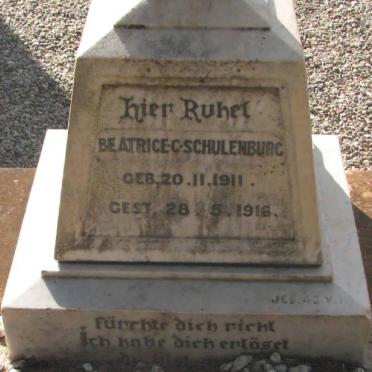 Hier Ruhet
BEATRICE·C·SCHULENBURG
GEB. 20.11.1911.
GEST. 28 5.1916.
JES. 43 V. 1
fürchte dich nicht
Ich habe dich erlöset